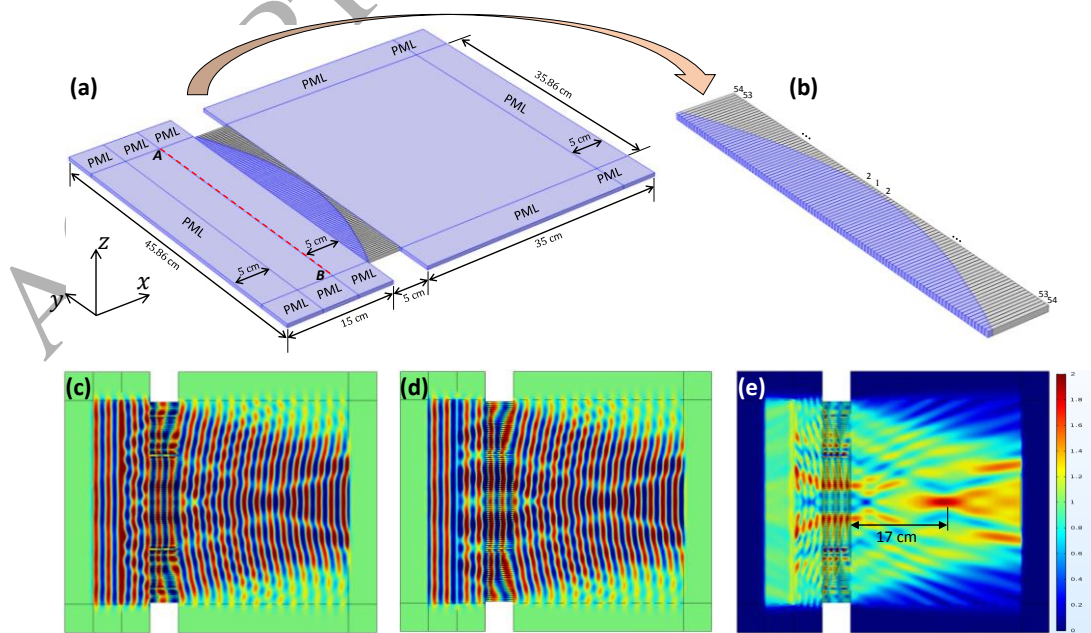 (a)
PML
PML
PML
35.86 cm
(b)
54
53
...
PML
PML PML PML
A
PML
5 cm
2
1
2
...
PML
5 cm
PML
5 cm
B
53
54
45.86 cm
35 cm
z
x
y
PML PML PML
5 cm
15 cm
(c)
(d)
(e)
2
1.8
1.6
1.4
1.2
1
0.8
0.6
0.4
0.2
0
17 cm